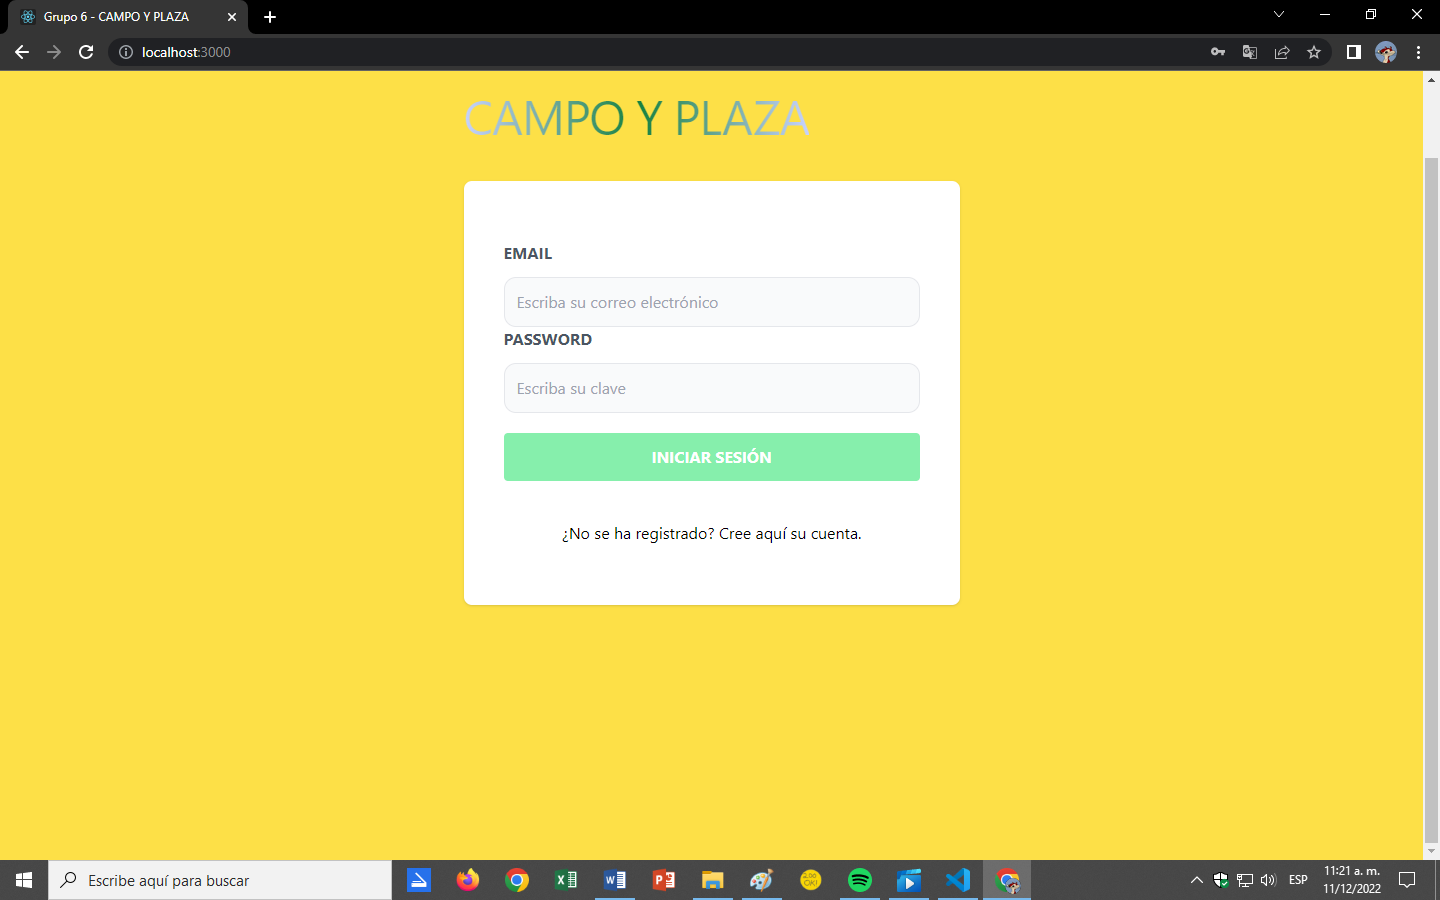 Grupo 6 - CAMPO Y PLAZA
localhost:3000
CAMPO Y PLAZA
EMAIL
Escriba su correo electrónico
PASSWORD
Escriba su clave
INICIAR SESIÓN
¿No se ha registrado? Cree aquí su cuenta.
Escribe aquí para buscar
ESP
11:21 a. m.
11/12/2022